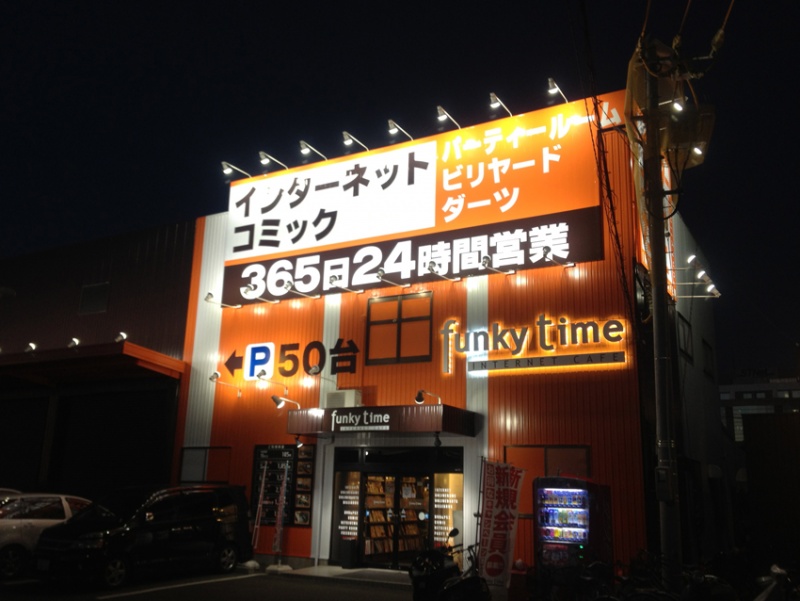 インターネット
コミック
パーティールーム
ビリヤード
ダーツ
365日24時間営業
funky time
INTERNET CAFE
←P50台
funky time
新規会員